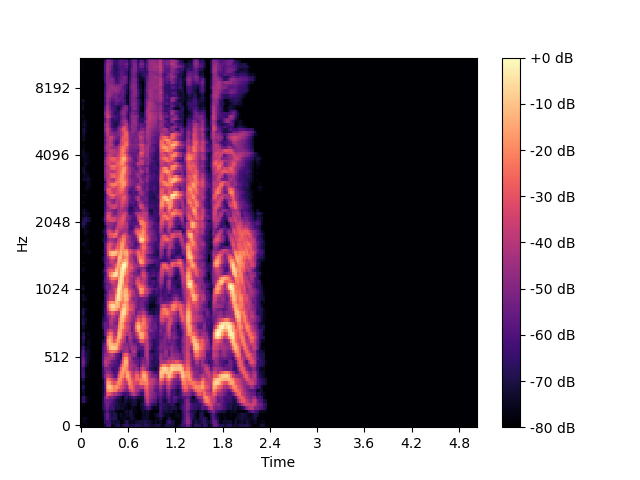 8192
4096
2048
1024
512
0
Hz
0 0.6 1.2 1.8 2.4 3 3.6 4.2 4.8
Time
+0 dB
-10 dB
-20 dB
-30 dB
-40 dB
-50 dB
-60 dB
-70 dB
-80 dB